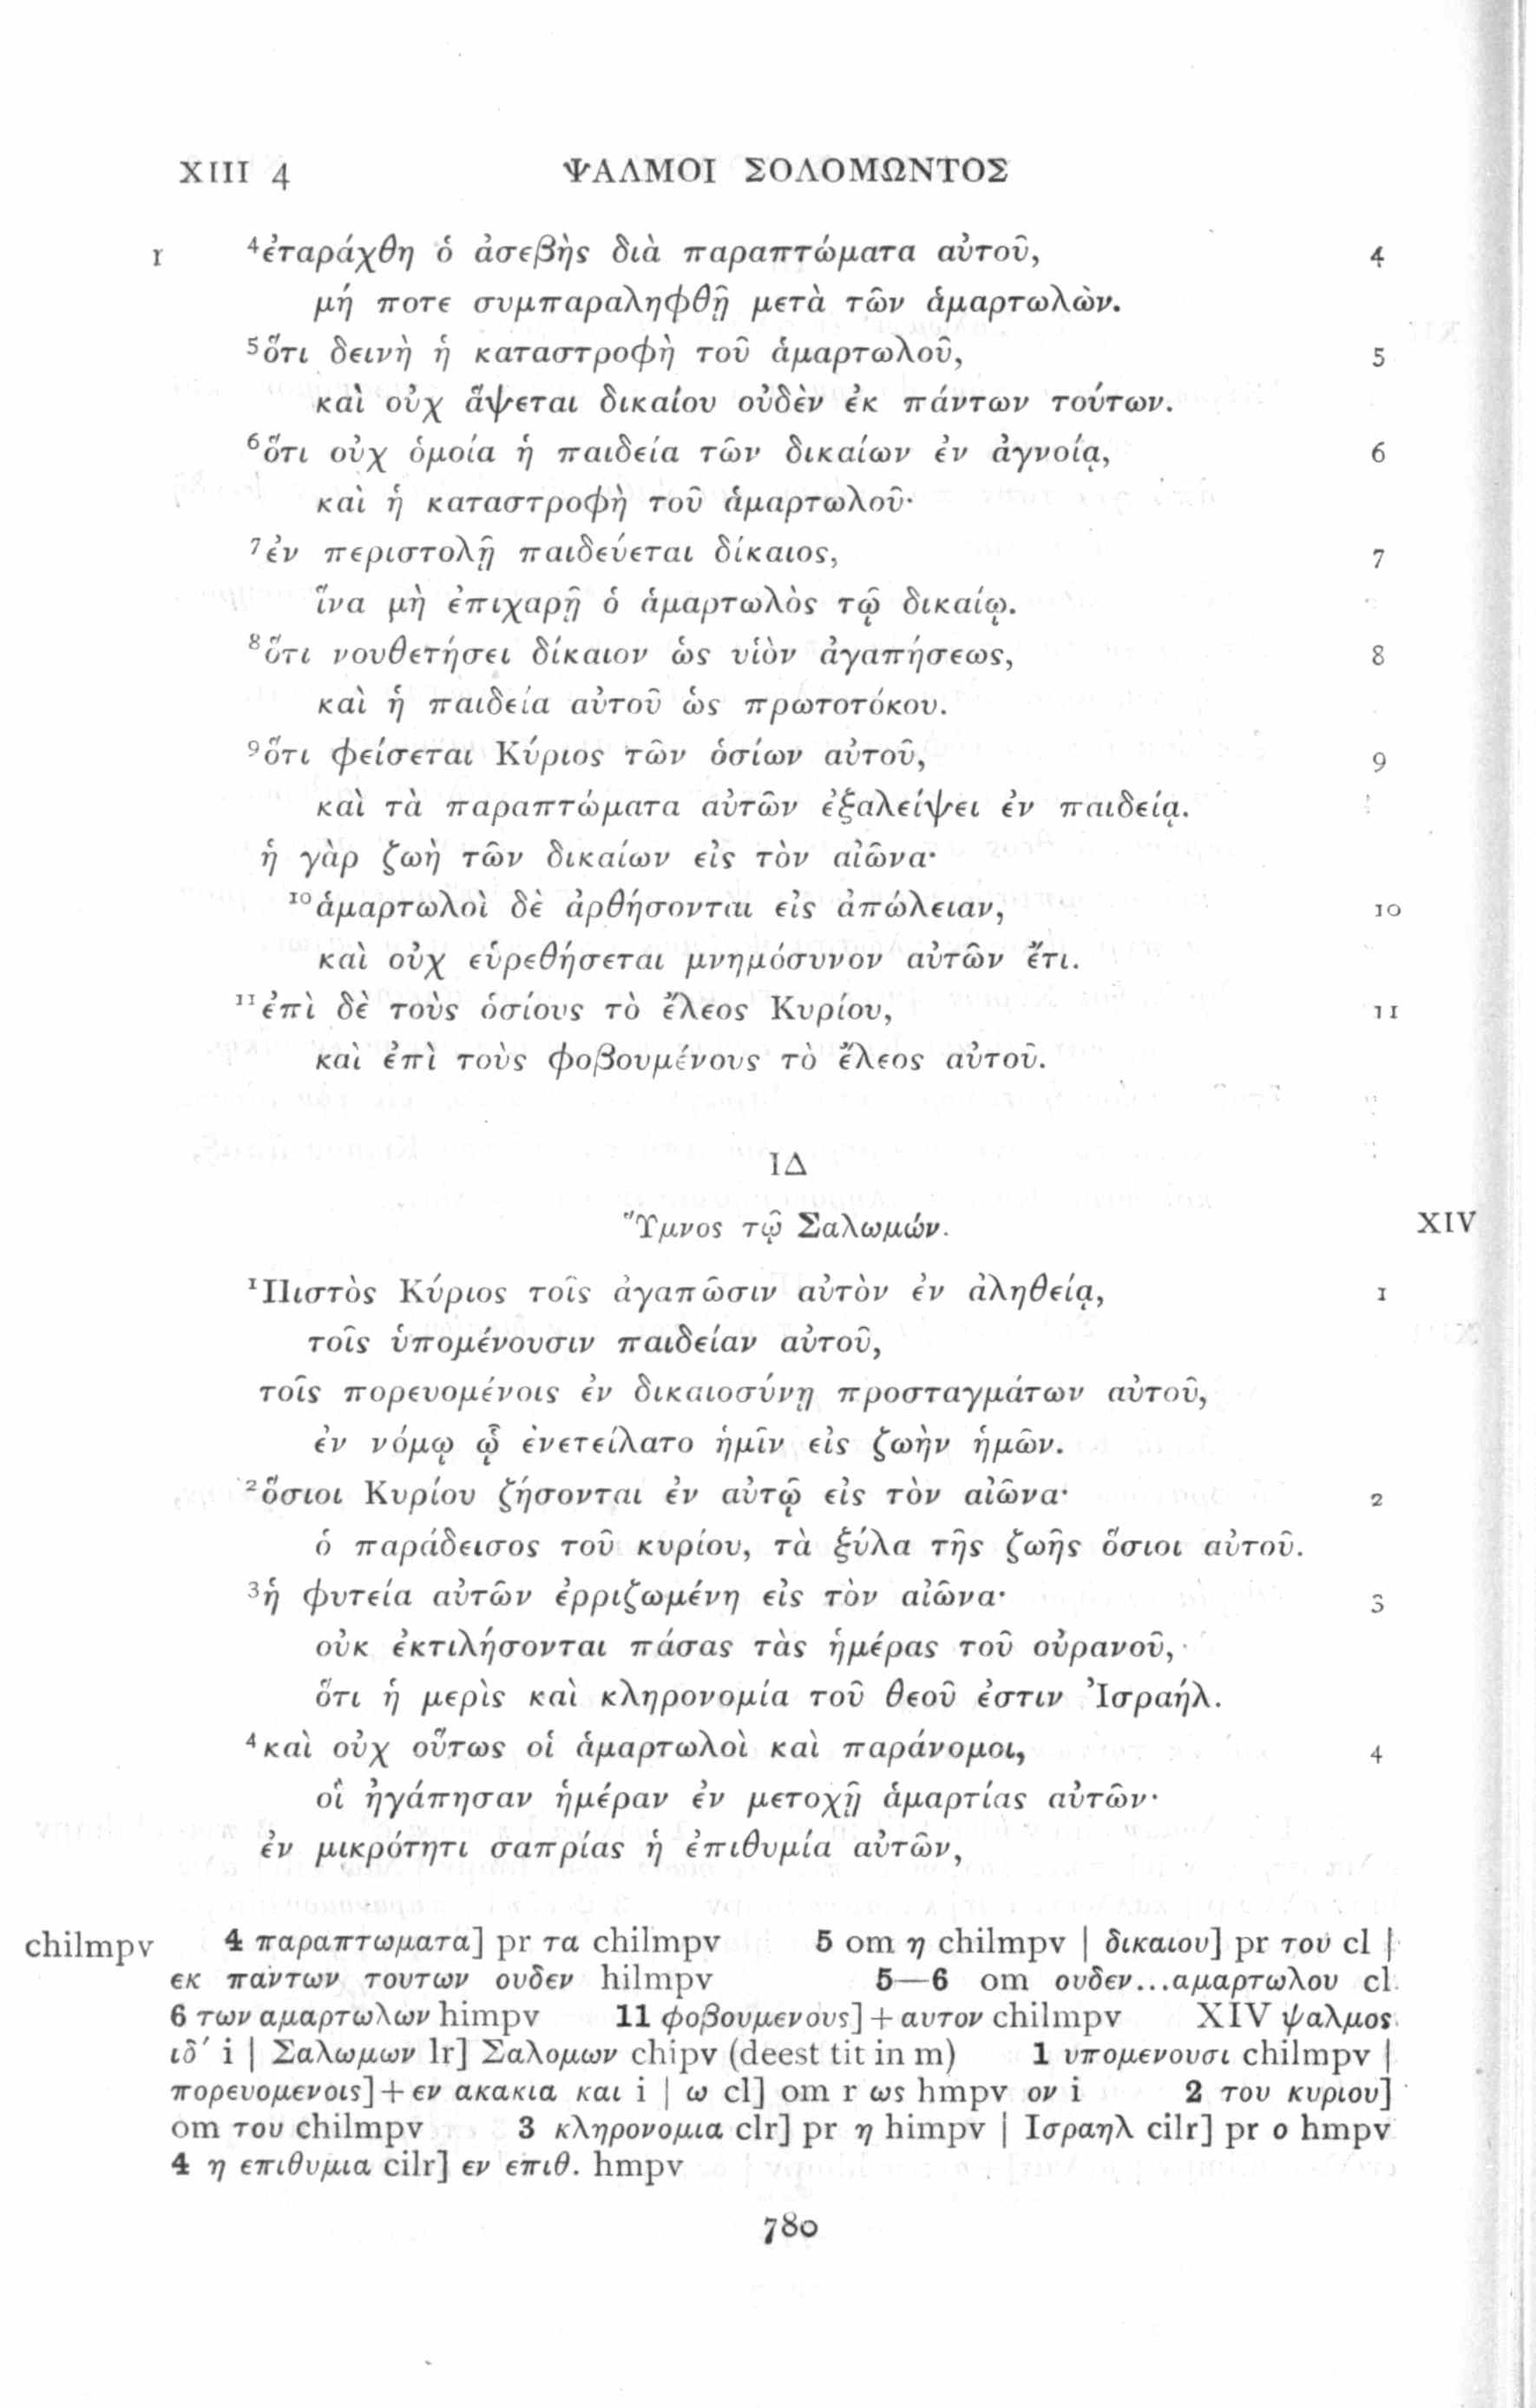 XIII 4 ΨΑΛΜΟΙ ΣΟΛΟΜΩΝΤΟΣ
r ⁴ἐταράχθη ὁ ἀσεβὴς διὰ παραπτώματα αὐτοῦ, 4
μή ποτε συμπαραληφθῇ μετὰ τῶν ἁμαρτωλὼν.
⁵ὅτι δεινὴ ἡ καταστροφὴ τοῦ ἁμαρτωλοῦ, 5
καὶ οὐχ ἅψεται δικαίου οὐδὲν ἐκ πάντων τούτων.
⁶ὅτι οὐχ ὁμοία ἡ παιδεία τῶν δικαίων ἐν ἀγνοίᾳ, 6
καὶ ἡ καταστροφὴ τοῦ ἁμαρτωλοῦ·
⁷ἐν περιστολῇ παιδεύεται δίκαιος, 7
ἵνα μὴ ἐπιχαρῇ ὁ ἁμαρτωλὸς τῷ δικαίῳ.
⁸ὅτι νουθετήσει δίκαιον ὡς υἱὸν ἀγαπήσεως, 8
καὶ ἡ παιδεία αὐτοῦ ὡς πρωτοτόκου.
⁹ὅτι φείσεται Κύριος τῶν ὁσίων αὐτοῦ, 9
καὶ τὰ παραπτώματα αὐτῶν ἐξαλείψει ἐν παιδείᾳ.
ἡ γὰρ ζωὴ τῶν δικαίων εἰς τὸν αἰῶνα·
¹⁰ἁμαρτωλοὶ δὲ ἀρθήσονται εἰς ἀπώλειαν, 10
καὶ οὐχ εὑρεθήσεται μνημόσυνον αὐτῶν ἔτι.
¹¹ἐπὶ δὲ τοὺς ὁσίους τὸ ἔλεος Κυρίου, 11
καὶ ἐπὶ τοὺς φοβουμένους τὸ ἔλεος αὐτοῦ.
ΙΔ
Ὕμνος τῷ Σαλωμών. XIV
¹Πιστὸς Κύριος τοῖς ἀγαπῶσιν αὐτὸν ἐν ἀληθείᾳ, 1
τοῖς ὑπομένουσιν παιδείαν αὐτοῦ,
τοῖς πορευομένοις ἐν δικαιοσύνῃ προσταγμάτων αὐτοῦ,
ἐν νόμῳ ᾧ ἐνετείλατο ἡμῖν εἰς ζωὴν ἡμῶν.
²ὅσιοι Κυρίου ζήσονται ἐν αὐτῷ εἰς τὸν αἰῶνα· 2
ὁ παράδεισος τοῦ κυρίου, τὰ ξύλα τῆς ζωῆς ὅσιοι αὐτοῦ.
³ἡ φυτεία αὐτῶν ἐρριζωμένη εἰς τὸν αἰῶνα· 3
οὐκ ἐκτιλήσονται πάσας τὰς ἡμέρας τοῦ οὐρανοῦ,
ὅτι ἡ μερὶς καὶ κληρονομία τοῦ θεοῦ ἐστιν Ἰσραήλ.
⁴καὶ οὐχ οὕτως οἱ ἁμαρτωλοὶ καὶ παράνομοι, 4
οἳ ἠγάπησαν ἡμέραν ἐν μετοχῇ ἁμαρτίας αὐτῶν·
ἐν μικρότητι σαπρίας ἡ ἐπιθυμία αὐτῶν,
chilmpv 4 παραπτωματα] pr τα chilmpv 5 om η chilmpv | δικαιου] pr του cl |
εκ παντων τουτων ουδεν hilmpv 5—6 om ουδεν...αμαρτωλου cl
6 των αμαρτωλων himpv 11 φοβουμενους] + αυτον chilmpv XIV ψαλμος
ιδ′ i | Σαλωμων lr] Σαλομων chipv (deest tit in m) 1 υπομενουσι chilmpv |
πορευομενοις] + εν ακακια και i | ω cl] om r ως hmpv ον i 2 του κυριου]
om του chilmpv 3 κληρονομια clr] pr η himpv | Ισραηλ cilr] pr ο hmpv
4 η επιθυμια cilr] εν επιθ. hmpv
780